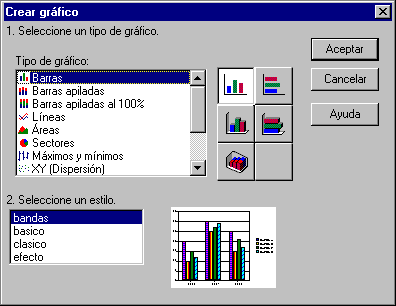 Crear gráfico
1. Seleccione un tipo de gráfico.
Tipo de gráfico:
Barras
Barras apiladas
Barras apiladas al 100%
Líneas
Áreas
Sectores
Máximos y mínimos
XY (Dispersión)
Aceptar
Cancelar
Ayuda
2. Seleccione un estilo.
bandas
basico
clasico
efecto